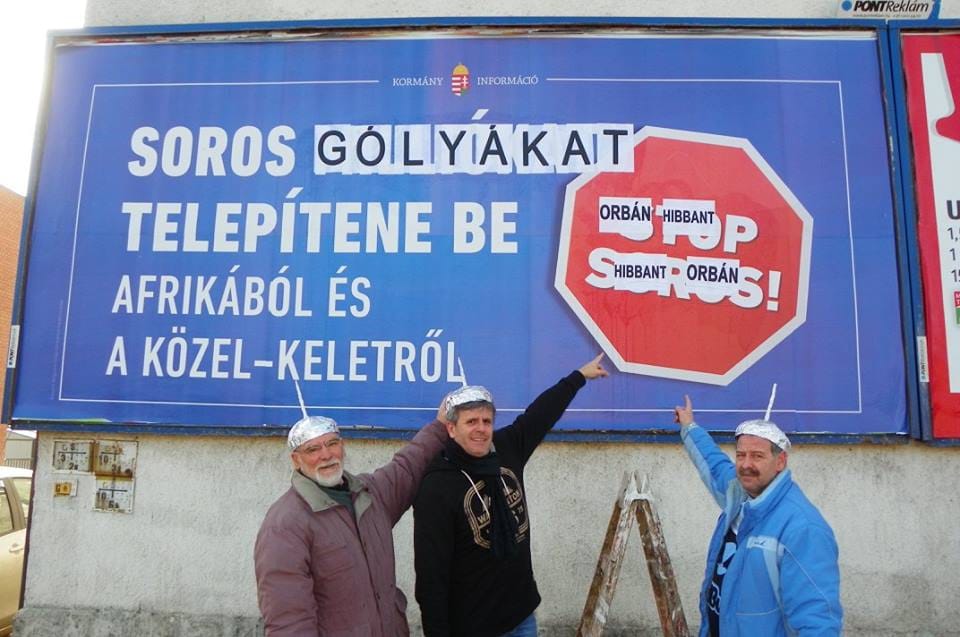 PONTReklám
KORMÁNY INFORMÁCIÓ
SOROS GÓLYÁKAT
TELEPÍTENE BE
AFRIKÁBÓL ÉS
A KÖZEL-KELETRŐL
ORBÁN HIBBANT
STOP
HIBBANT ORBÁN
SOROS!